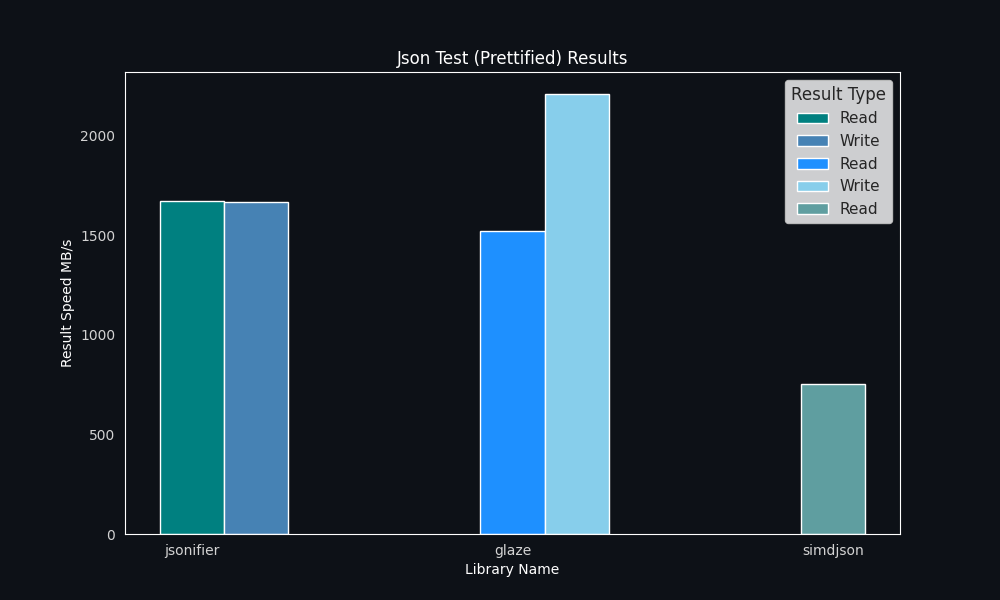 Json Test (Prettified) Results
Result Type
Read
Write
Read
Write
Read
2000
1500
1000
500
0
Result Speed MB/s
jsonifier
glaze
simdjson
Library Name